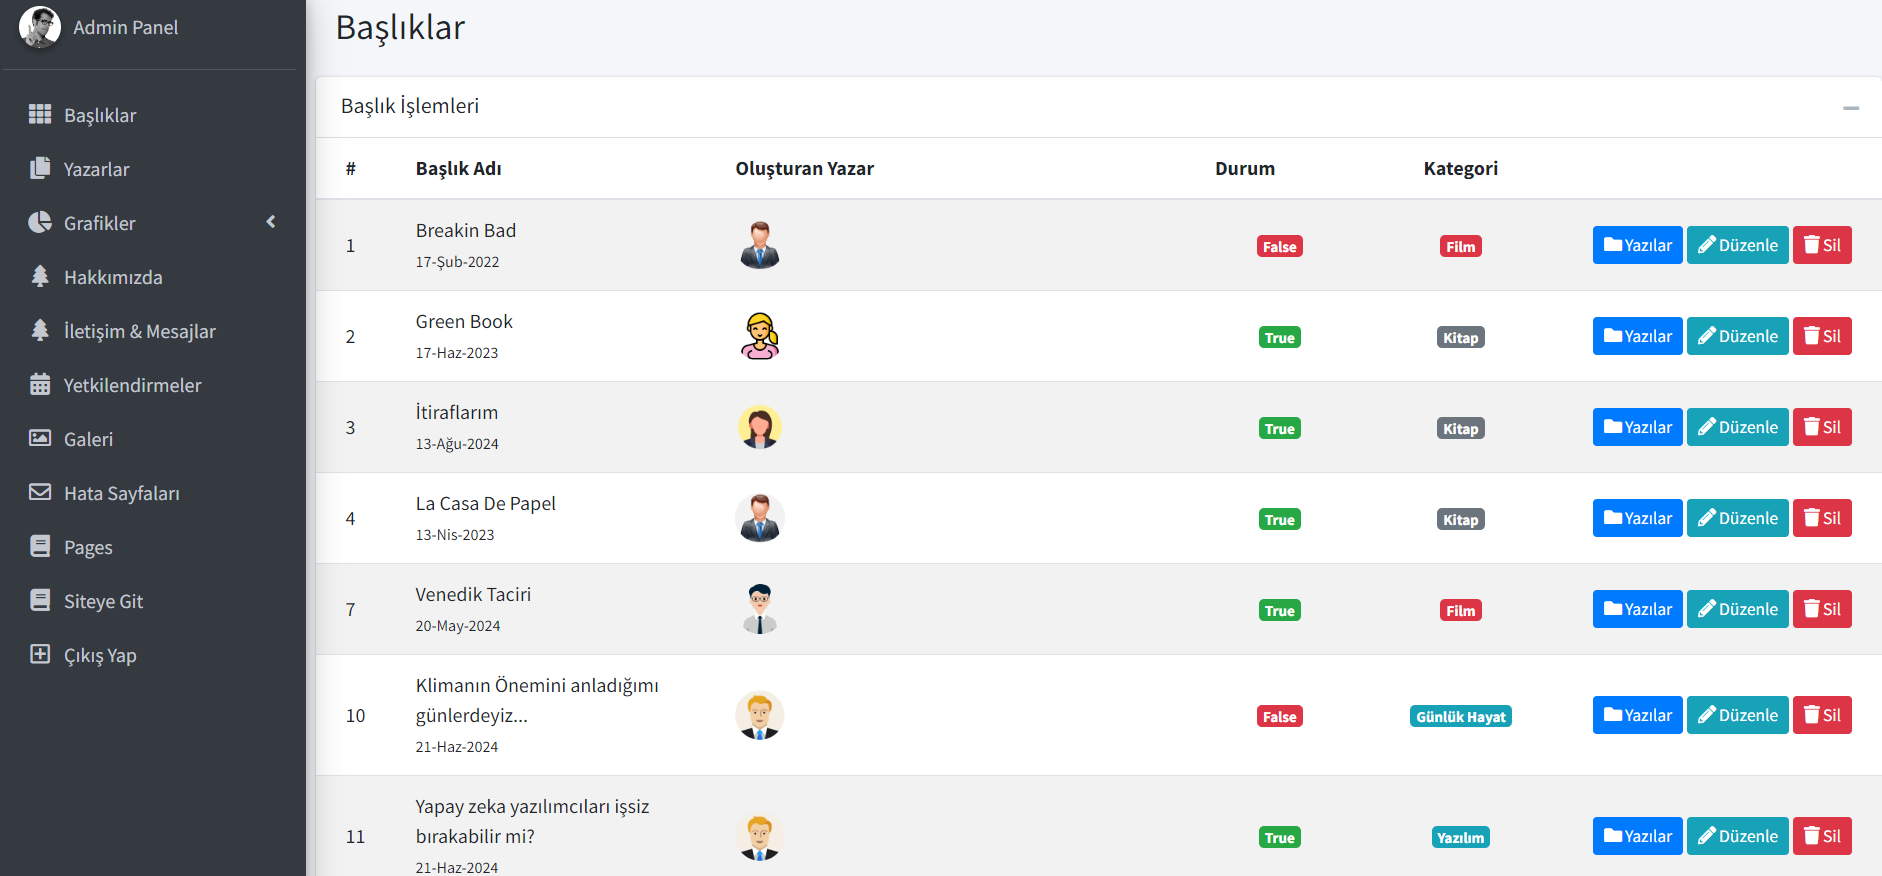 Admin Panel
Başlıklar
Yazarlar
Grafikler
Hakkımızda
İletişim & Mesajlar
Yetkilendirmeler
Galeri
Hata Sayfaları
Pages
Siteye Git
Çıkış Yap
Başlıklar
Başlık İşlemleri
# Başlık Adı Oluşturan Yazar Durum Kategori
1 Breakin Bad False Film Yazılar Düzenle Sil
17-Şub-2022
2 Green Book True Kitap Yazılar Düzenle Sil
17-Haz-2023
3 İtiraflarım True Kitap Yazılar Düzenle Sil
13-Ağu-2024
4 La Casa De Papel True Kitap Yazılar Düzenle Sil
13-Nis-2023
7 Venedik Taciri True Film Yazılar Düzenle Sil
20-May-2024
10 Klimanın Önemini anladığımı False Günlük Hayat Yazılar Düzenle Sil
günlerdeyiz...
21-Haz-2024
11 Yapay zeka yazılımcıları işsiz True Yazılım Yazılar Düzenle Sil
bırakabilir mi?
21-Haz-2024